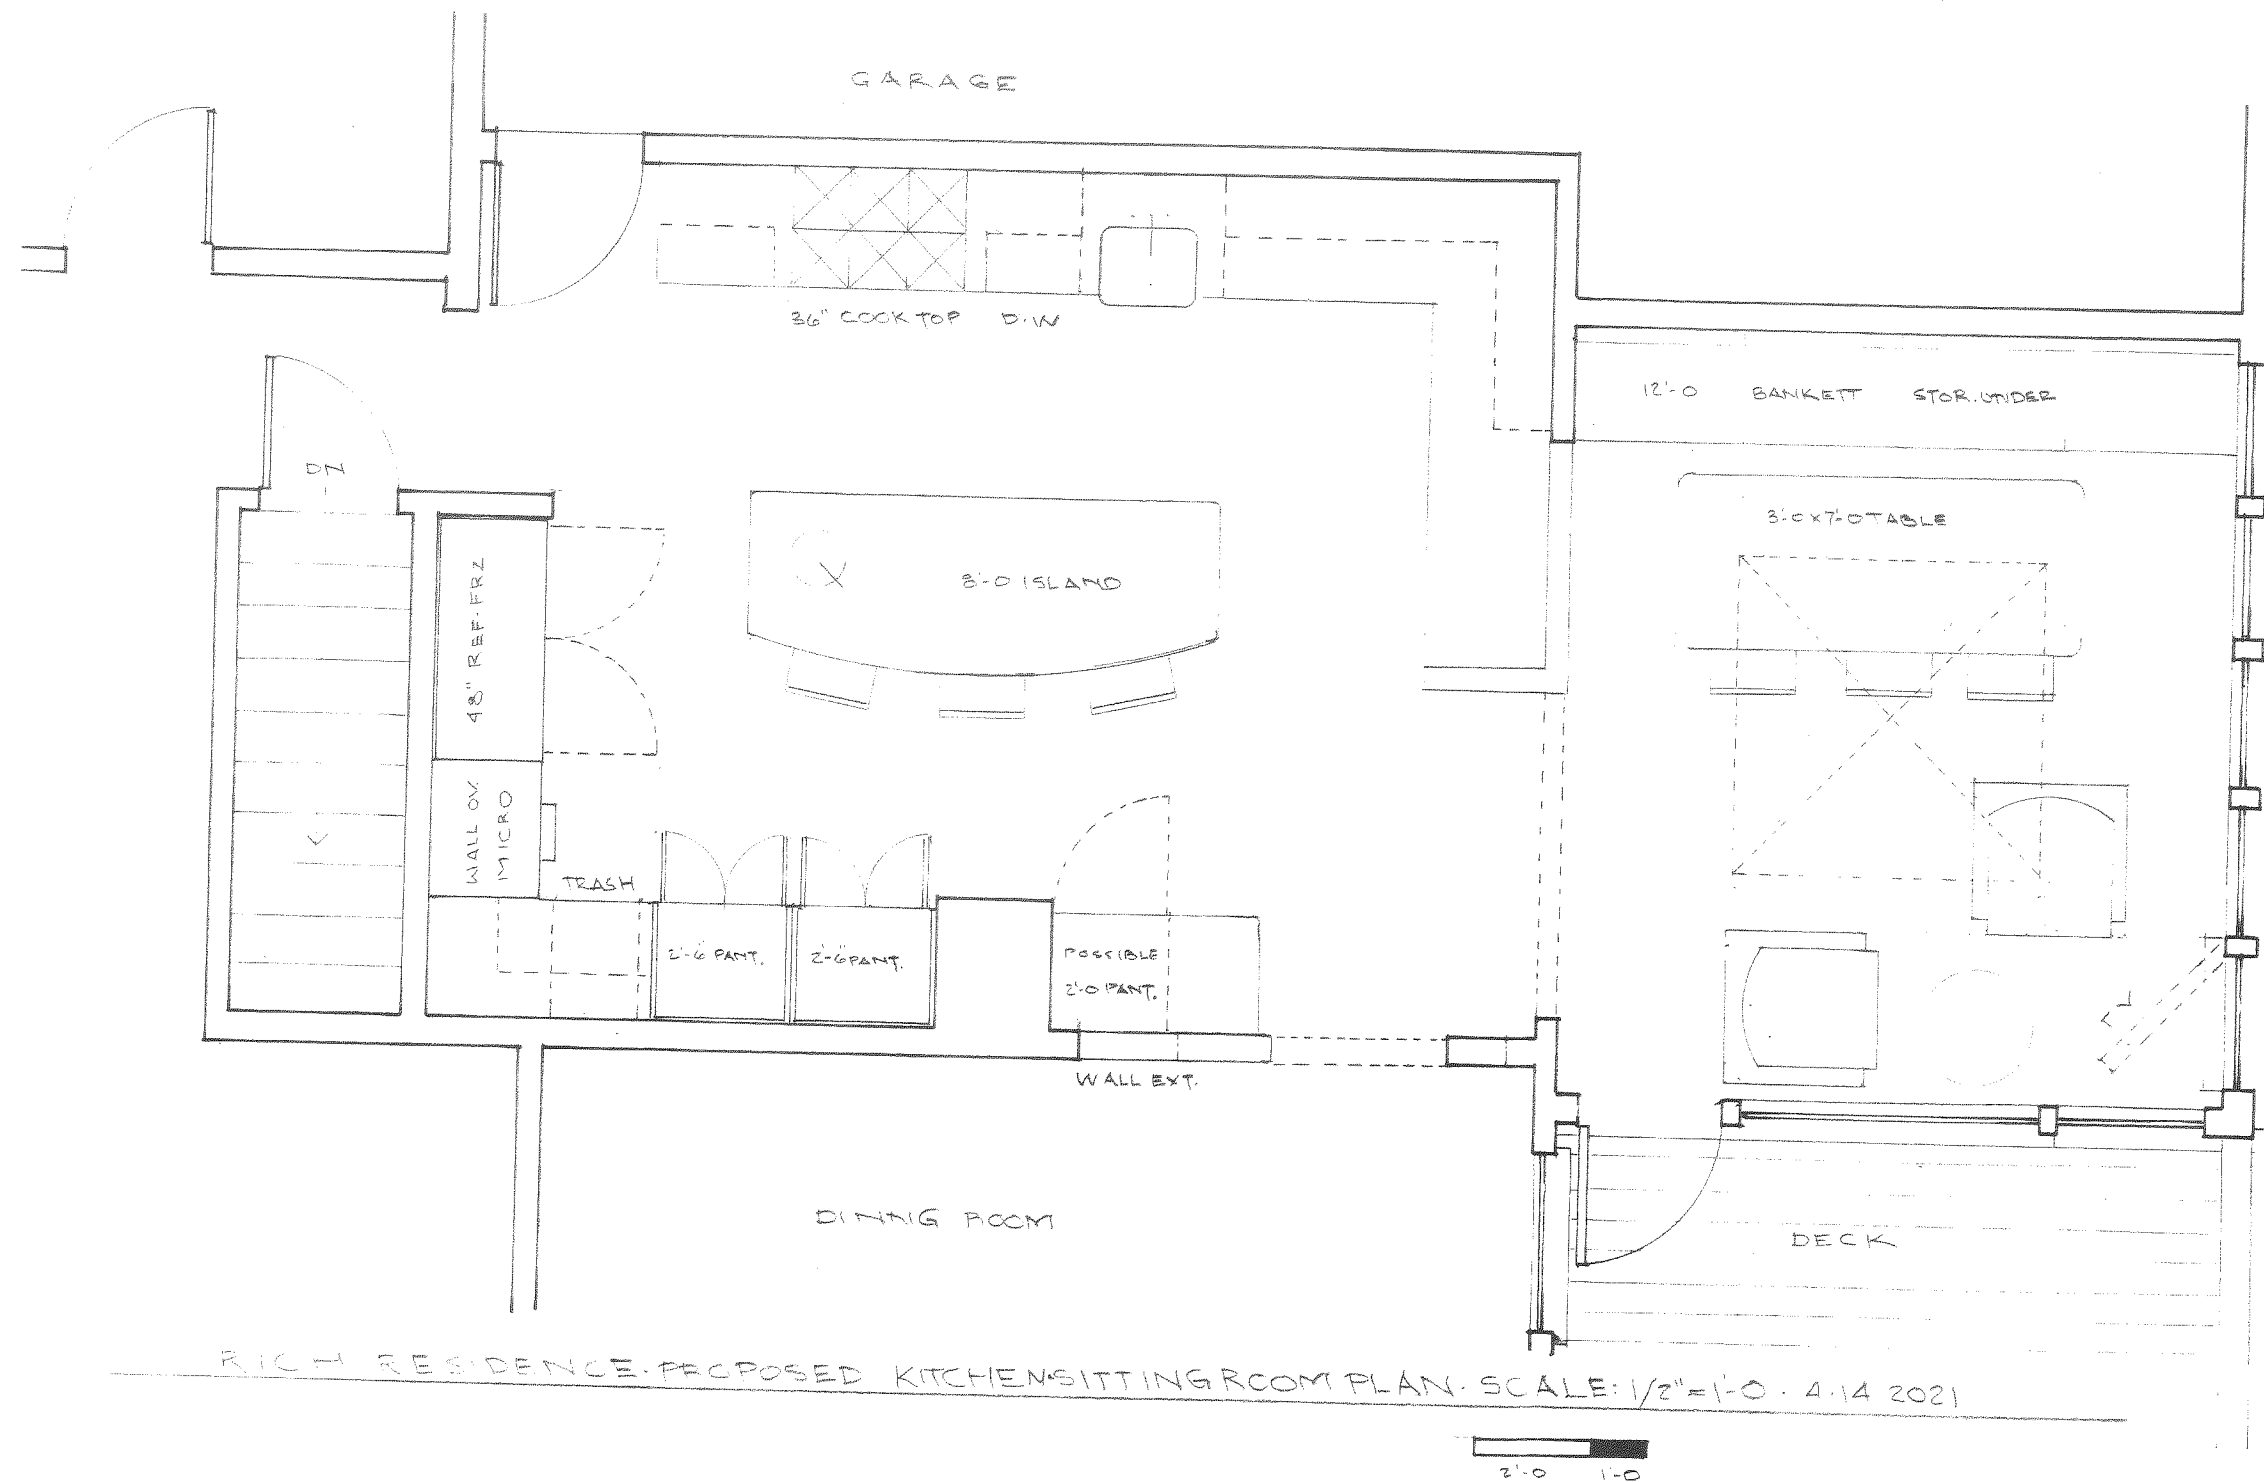 GARAGE
36" COOK TOP D.W
12'-0 BANKETT STOR. UNDER
DN
3'-0 x 7'-0 TABLE
48" REF-FRZ
8'-0 ISLAND
WALL OV.
MICRO
TRASH
2'-6 PANT.
2'-6 PANT.
POSSIBLE
2'-0 PANT.
WALL EXT.
DINING ROOM
DECK
RICH RESIDENCE · PROPOSED KITCHEN·SITTING ROOM PLAN · SCALE: 1/2" = 1'-0 · 4·14 2021
2'-0 1'-0